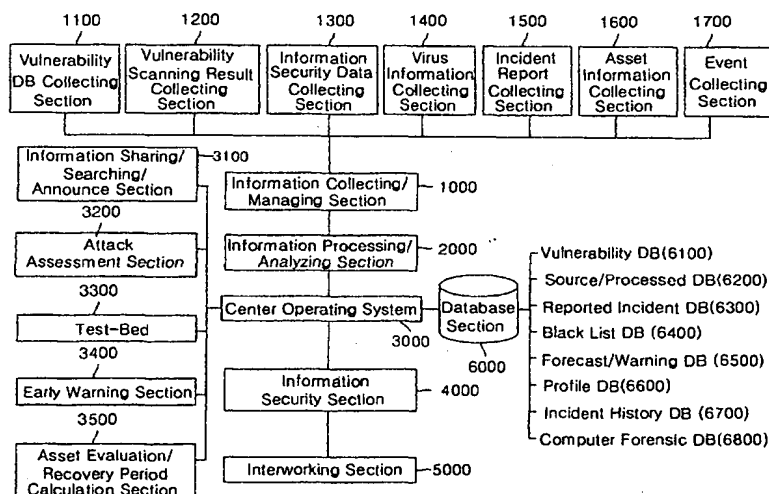 1100
1200
1300
1400
1500
1600
1700
Vulnerability
DB Collecting
Section
Vulnerability
Scanning Result
Collecting
Section
Information
Security Data
Collecting
Section
Virus
Information
Collecting
Section
Incident
Report
Collecting
Section
Asset
Information
Collecting
Section
Event
Collecting
Section
Information Sharing/
Searching/
Announce Section
3100
3200
Attack
Assessment Section
3300
Test-Bed
3400
Early Warning Section
3500
Asset Evaluation/
Recovery Period
Calculation Section
Information Collecting/
Managing Section
1000
Information Processing/
Analyzing Section
2000
Center Operating System
3000
Information
Security Section
4000
Interworking Section
5000
Database
Section
6000
Vulnerability DB(6100)
Source/Processed DB(6200)
Reported Incident DB(6300)
Black List DB (6400)
Forecast/Warning DB (6500)
Profile DB(6600)
Incident History DB (6700)
Computer Forensic DB(6800)